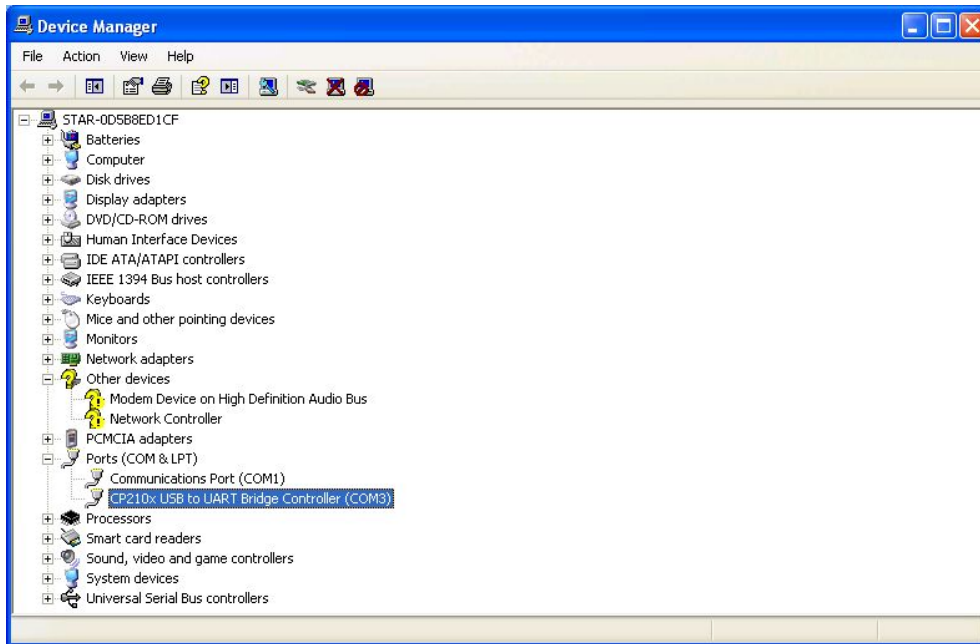 Device Manager
File Action View Help
STAR-0D5B8ED1CF
Batteries
Computer
Disk drives
Display adapters
DVD/CD-ROM drives
Human Interface Devices
IDE ATA/ATAPI controllers
IEEE 1394 Bus host controllers
Keyboards
Mice and other pointing devices
Monitors
Network adapters
Other devices
Modem Device on High Definition Audio Bus
Network Controller
PCMCIA adapters
Ports (COM & LPT)
Communications Port (COM1)
CP210x USB to UART Bridge Controller (COM3)
Processors
Smart card readers
Sound, video and game controllers
System devices
Universal Serial Bus controllers